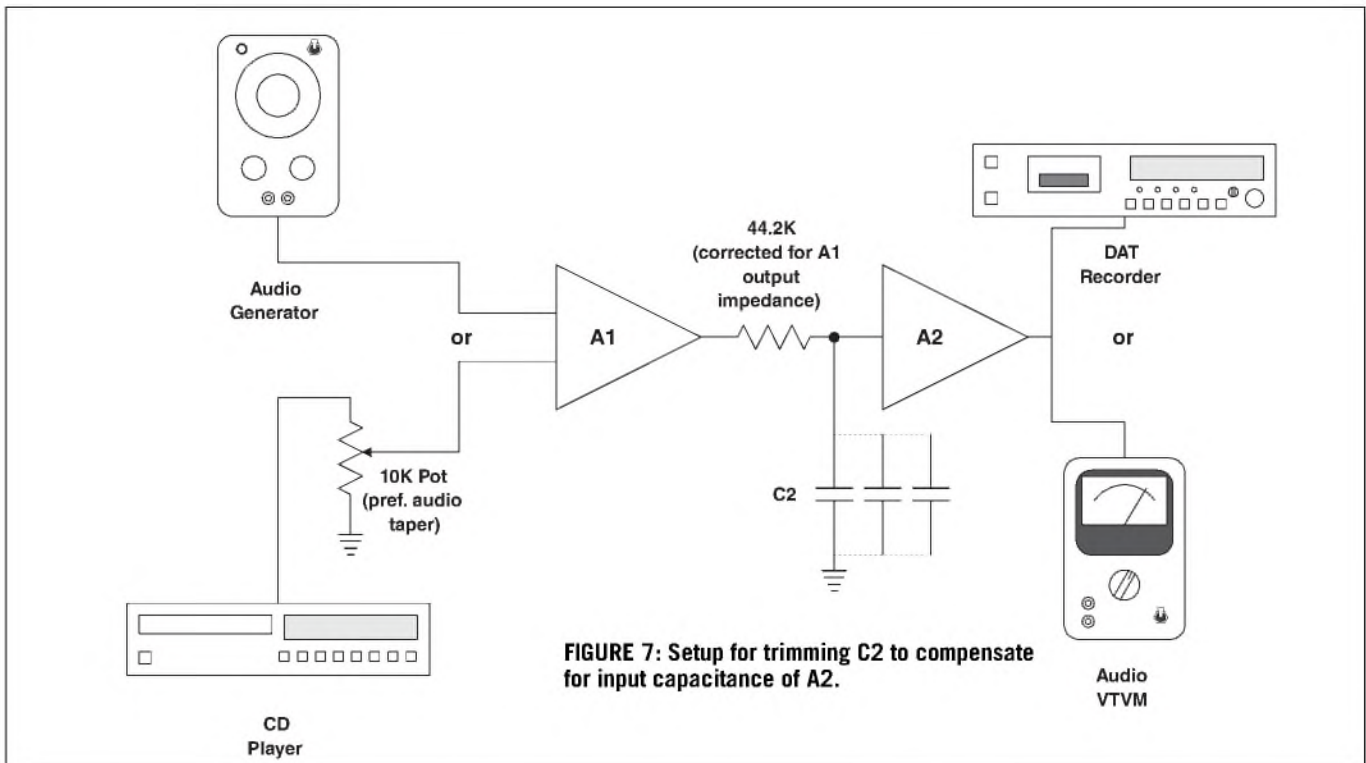 Audio
Generator
or
10K Pot
(pref. audio
taper)
CD
Player
A1
44.2K
(corrected for A1
output
impedance)
A2
C2
DAT
Recorder
or
Audio
VTVM
FIGURE 7: Setup for trimming C2 to compensate
for input capacitance of A2.